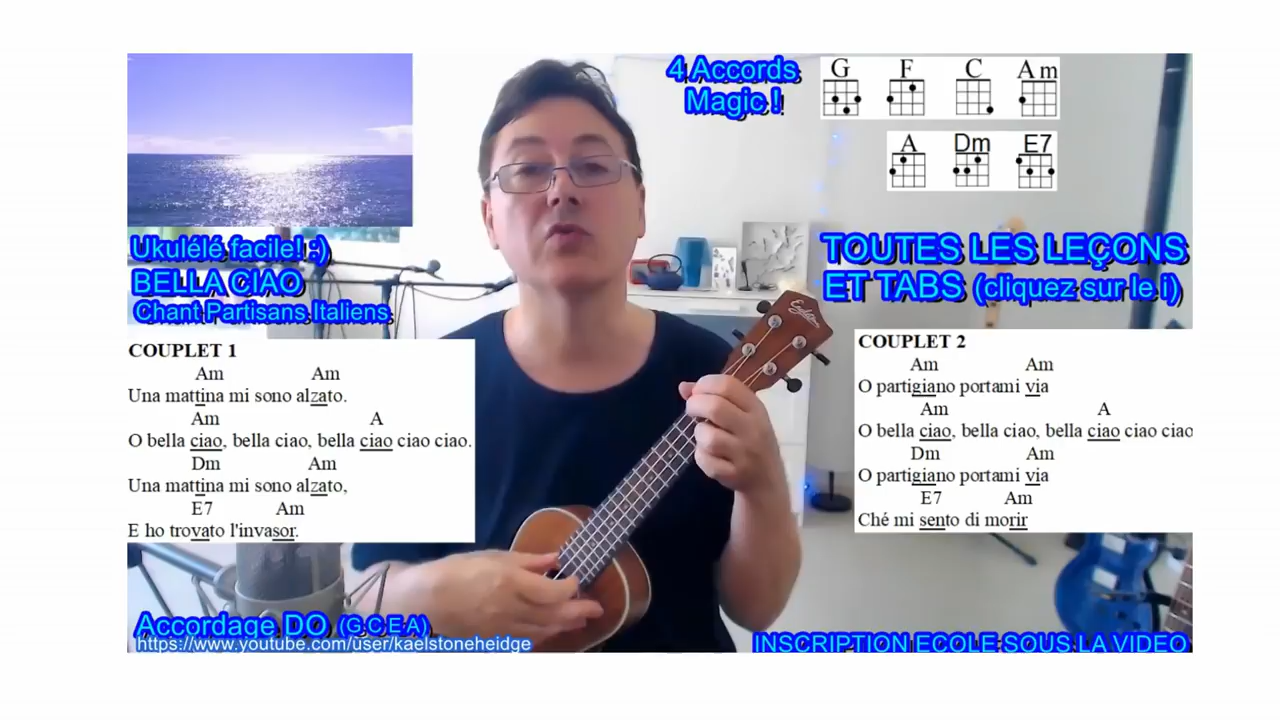 4 Accords
Magic !
G F C Am
A Dm E7
Ukulélé facile! :)
BELLA CIAO
Chant Partisans Italiens
TOUTES LES LEÇONS
ET TABS (cliquez sur le i)
COUPLET 1
Am Am
Una mattina mi sono alzato.
Am A
O bella ciao, bella ciao, bella ciao ciao ciao.
Dm Am
Una mattina mi sono alzato,
E7 Am
E ho trovato l'invasor.
COUPLET 2
Am Am
O partigiano portami via
Am A
O bella ciao, bella ciao, bella ciao ciao ciao
Dm Am
O partigiano portami via
E7 Am
Ché mi sento di morir
Accordage DO (G,C,E,A)
https://www.youtube.com/user/kaelstoneheidge
INSCRIPTION ECOLE SOUS LA VIDEO